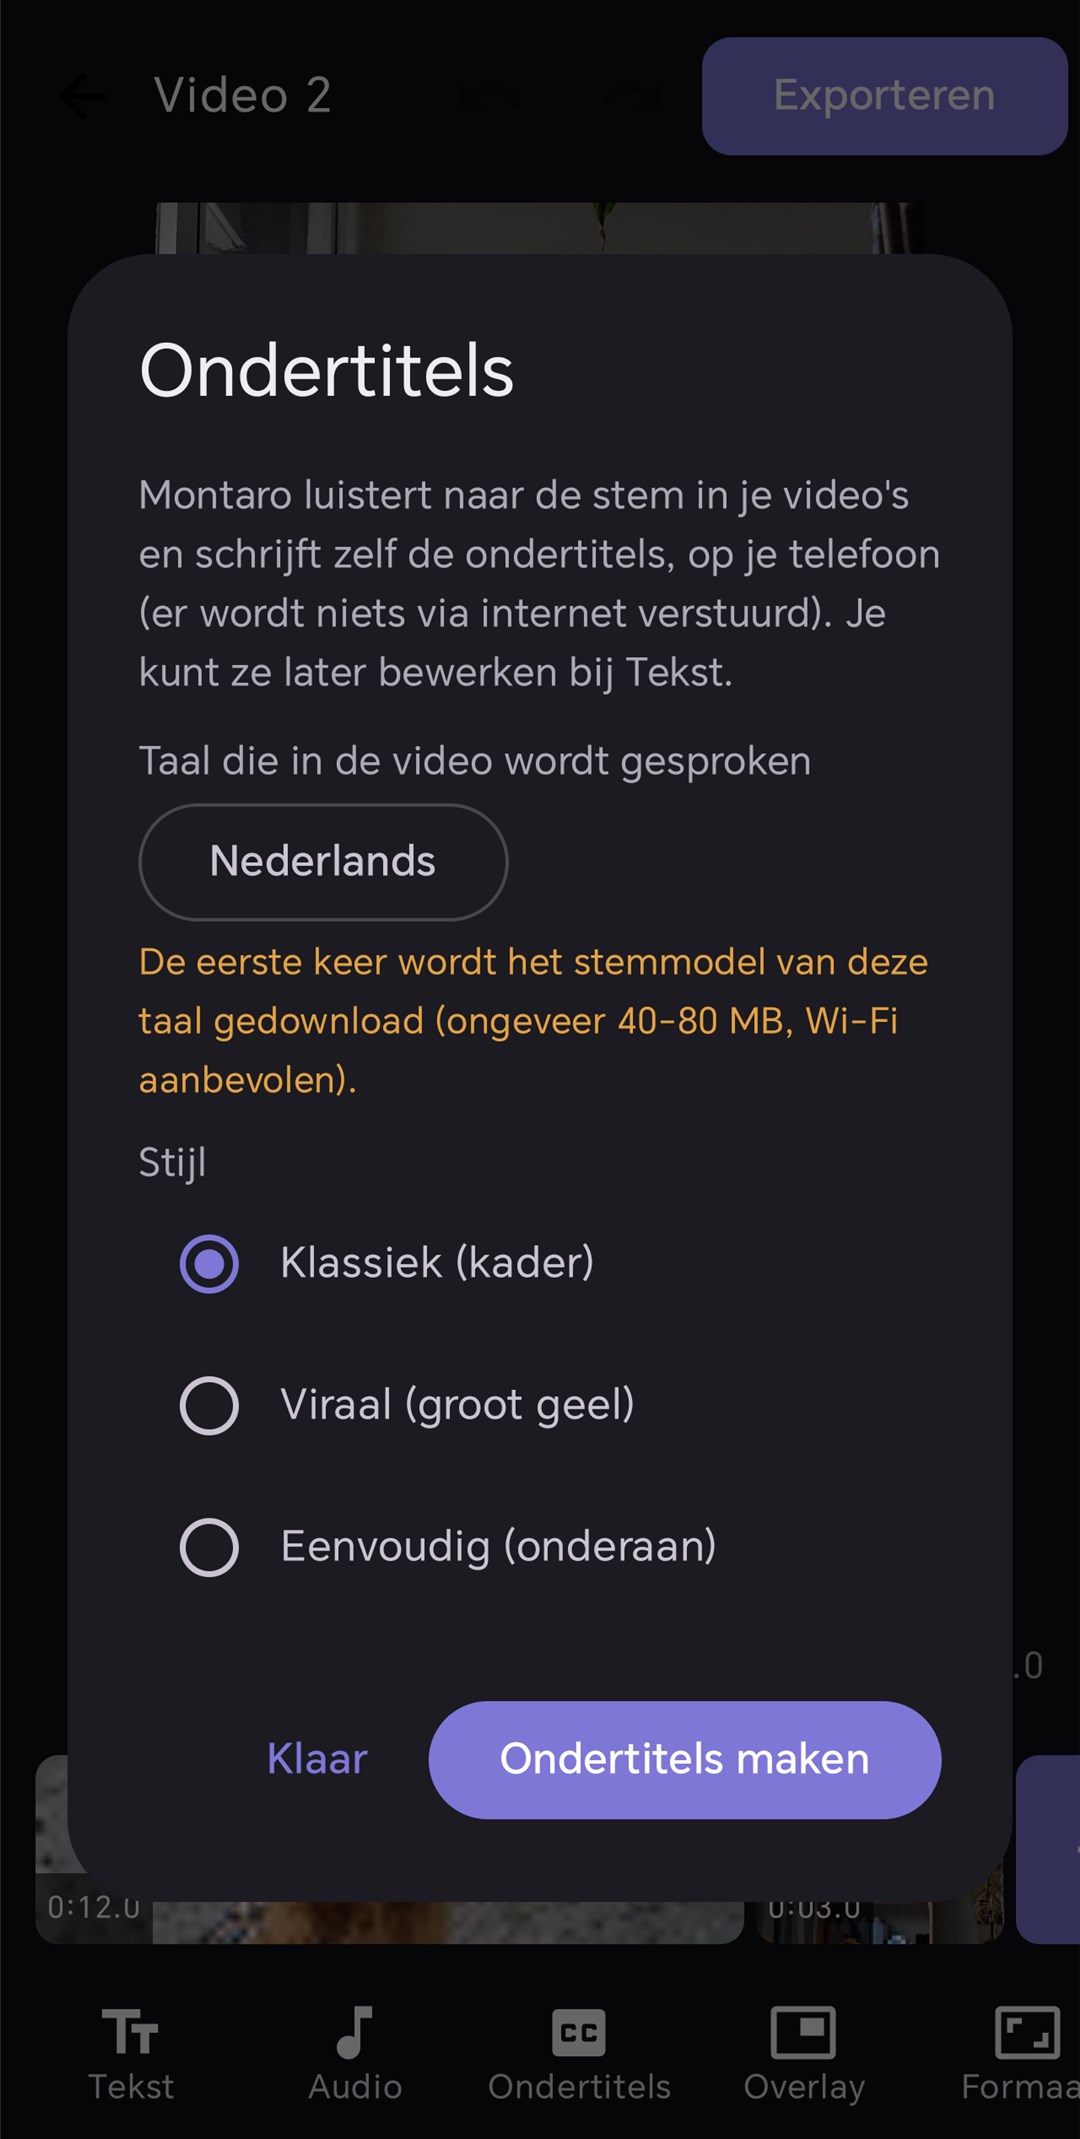 Video 2
Exporteren
Ondertitels
Montaro luistert naar de stem in je video's
en schrijft zelf de ondertitels, op je telefoon
(er wordt niets via internet verstuurd). Je
kunt ze later bewerken bij Tekst.
Taal die in de video wordt gesproken
Nederlands
De eerste keer wordt het stemmodel van deze
taal gedownload (ongeveer 40-80 MB, Wi-Fi
aanbevolen).
Stijl
Klassiek (kader)
Viraal (groot geel)
Eenvoudig (onderaan)
.0
Klaar
Ondertitels maken
0:12.0
0:03.0
Tekst
Audio
CC
Ondertitels
Overlay
Formaa